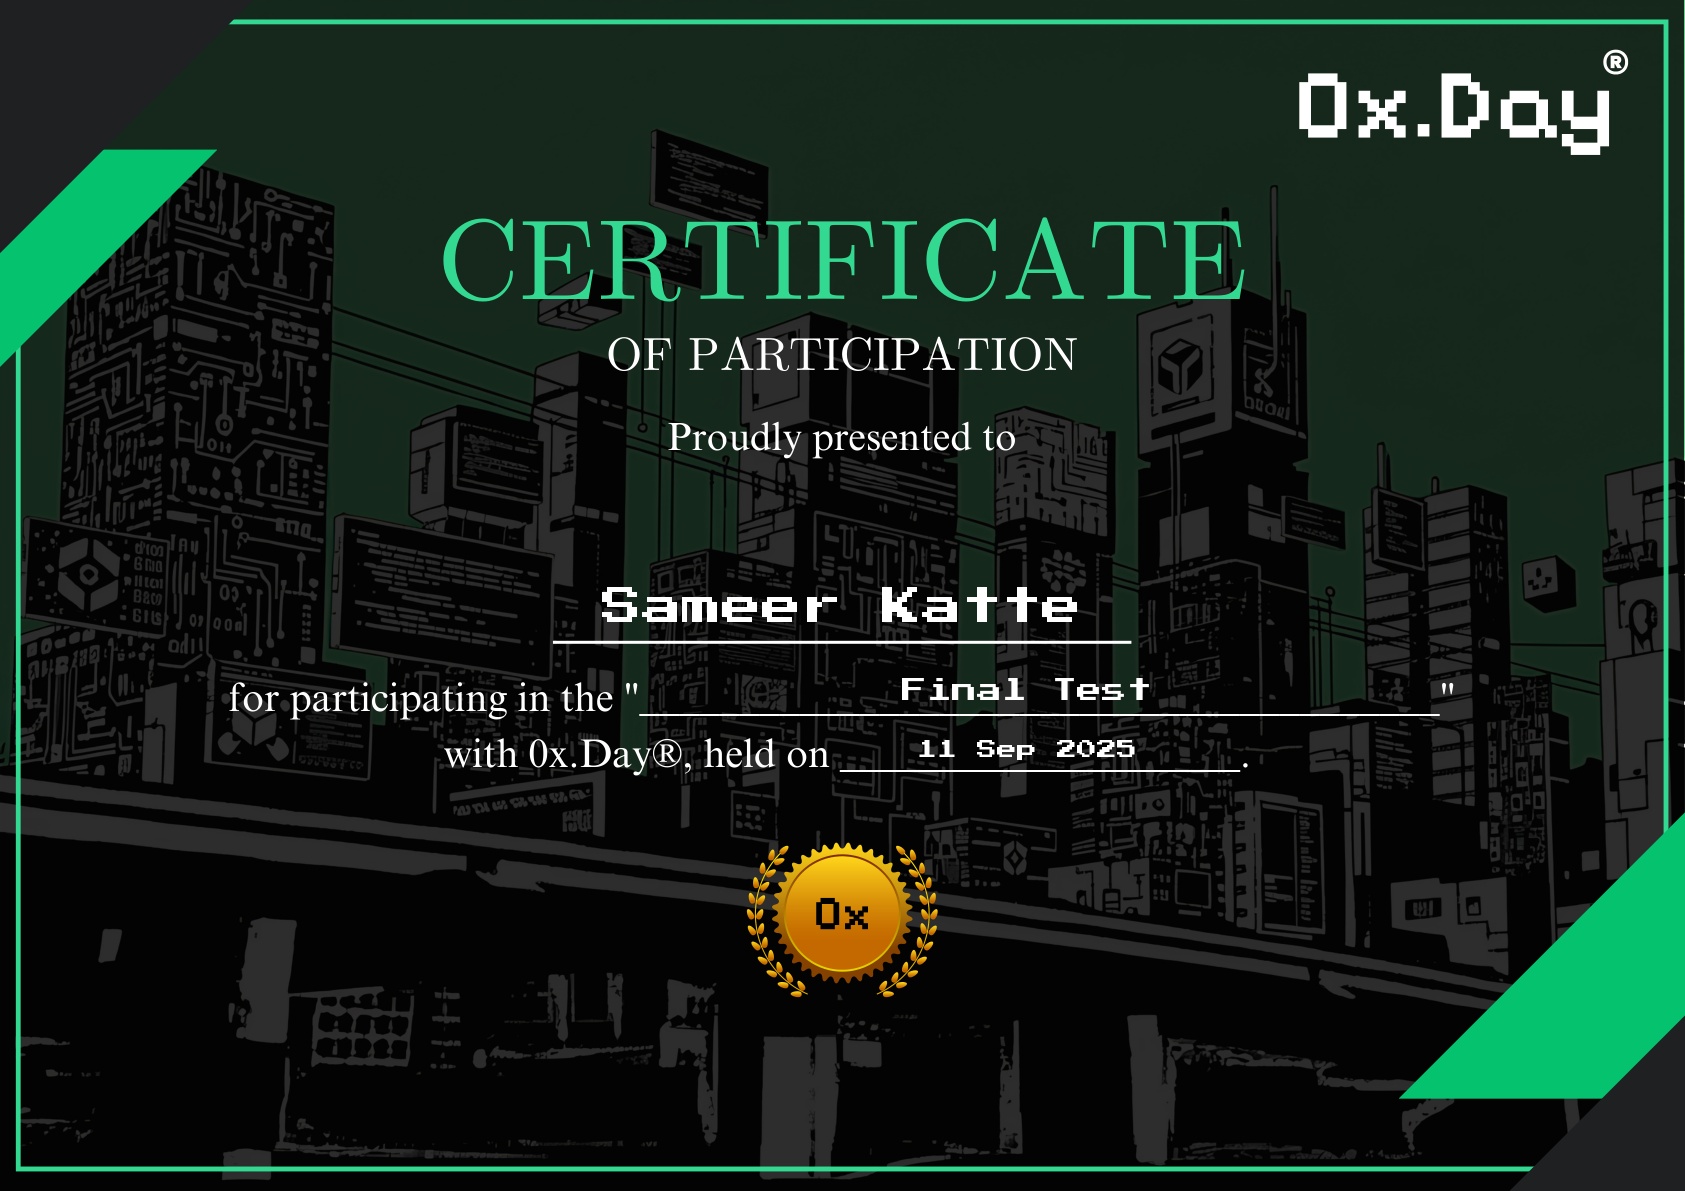 0x.Day®
CERTIFICATE
OF PARTICIPATION
Proudly presented to
Sameer Katte
for participating in the "Final Test"
with 0x.Day®, held on 11 Sep 2025.
0x